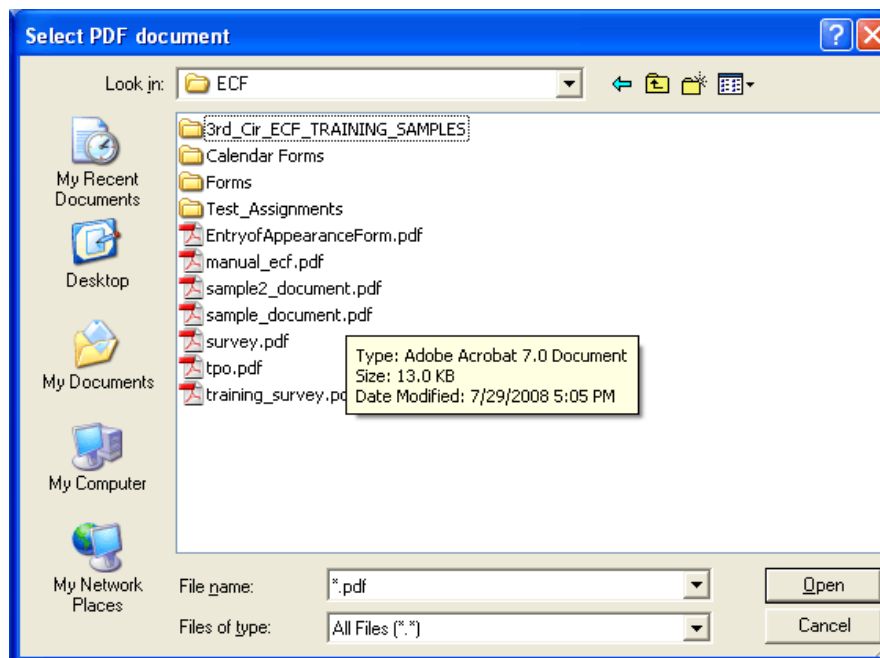 Select PDF document
Look in:
ECF
My Recent
Documents
Desktop
My Documents
My Computer
My Network
Places
3rd_Cir_ECF_TRAINING_SAMPLES
Calendar Forms
Forms
Test_Assignments
EntryofAppearanceForm.pdf
manual_ecf.pdf
sample2_document.pdf
sample_document.pdf
survey.pdf
tpo.pdf
training_survey.pd
Type: Adobe Acrobat 7.0 Document
Size: 13.0 KB
Date Modified: 7/29/2008 5:05 PM
File name:
*.pdf
Open
Files of type:
All Files (*.*)
Cancel